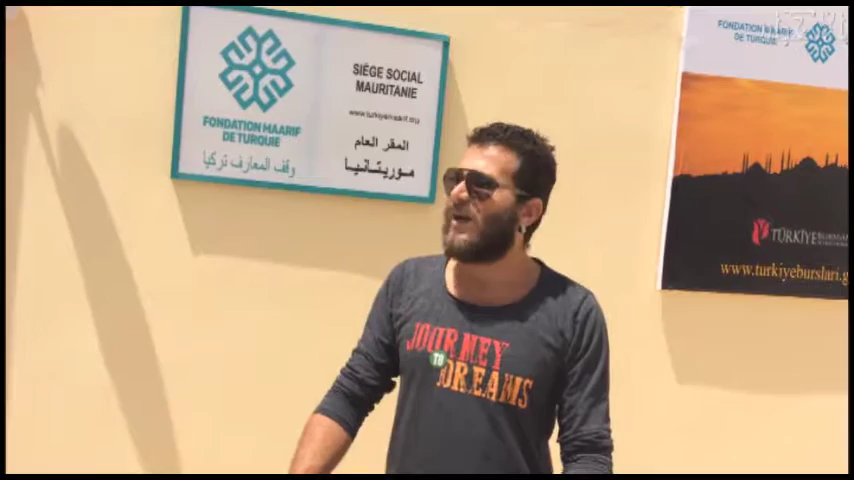 FONDATION MAARIF
DE TURQUIE
وقف المعارف تركيا
SIÈGE SOCIAL
MAURITANIE
www.turkiyemaarif.org
المقر العام
موريتانيا
FONDATION MAARIF
DE TURQUIE
TÜRKİYE BURSLARI
www.turkiyeburslari.g
JOURNEY
TO
DREAMS